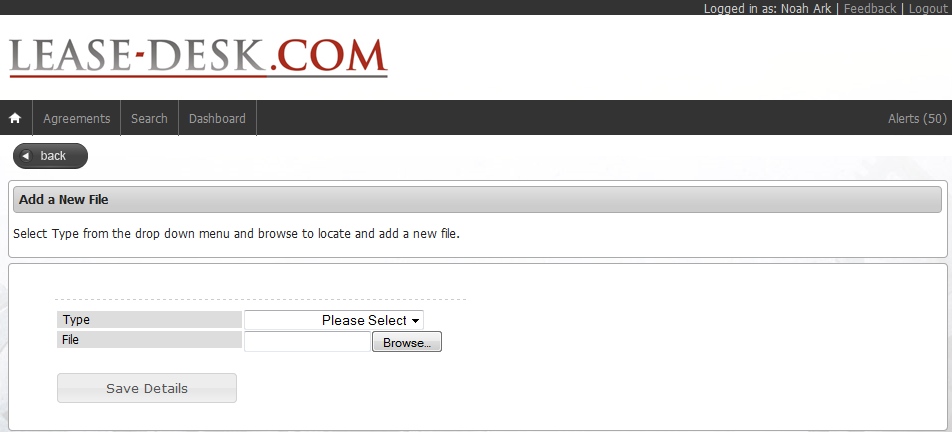 Logged in as: Noah Ark | Feedback | Logout
LEASE-DESK.COM
Agreements Search Dashboard Alerts (50)
back
Add a New File
Select Type from the drop down menu and browse to locate and add a new file.
Type Please Select
File Browse...
Save Details